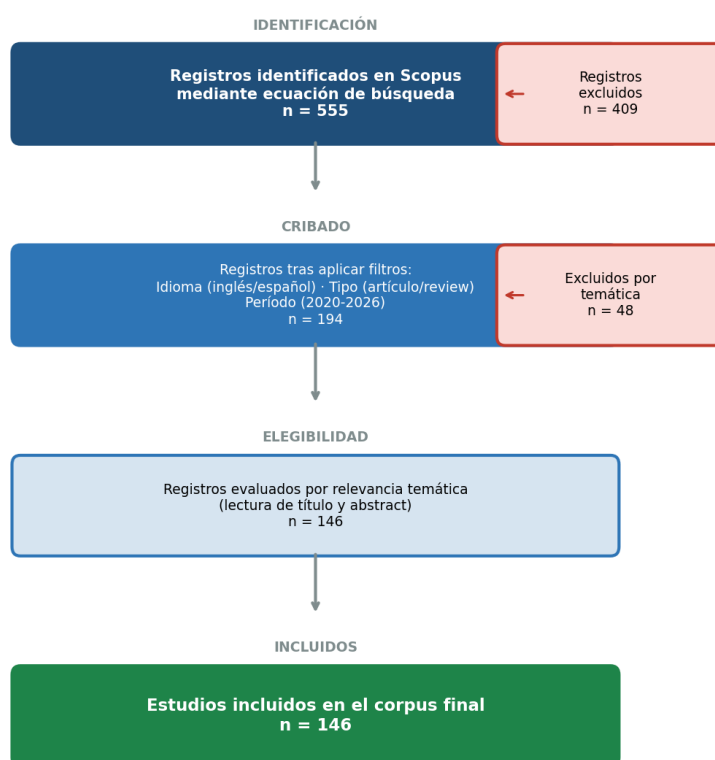 IDENTIFICACIÓN
Registros identificados en Scopus
mediante ecuación de búsqueda
n = 555
Registros
excluidos
n = 409
CRIBADO
Registros tras aplicar filtros:
Idioma (inglés/español) · Tipo (artículo/review)
Período (2020-2026)
n = 194
Excluidos por
temática
n = 48
ELEGIBILIDAD
Registros evaluados por relevancia temática
(lectura de título y abstract)
n = 146
INCLUIDOS
Estudios incluidos en el corpus final
n = 146